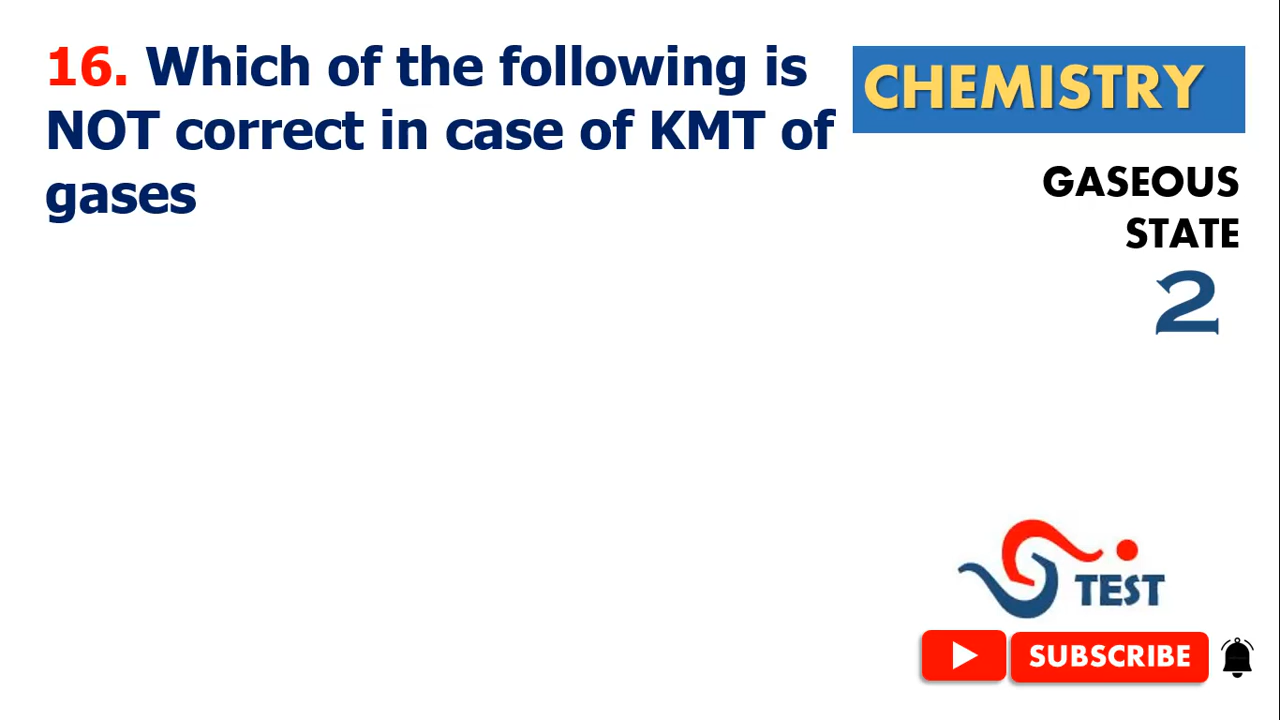 16. Which of the following is
NOT correct in case of KMT of
gases
CHEMISTRY
GASEOUS
STATE
2
TEST
SUBSCRIBE